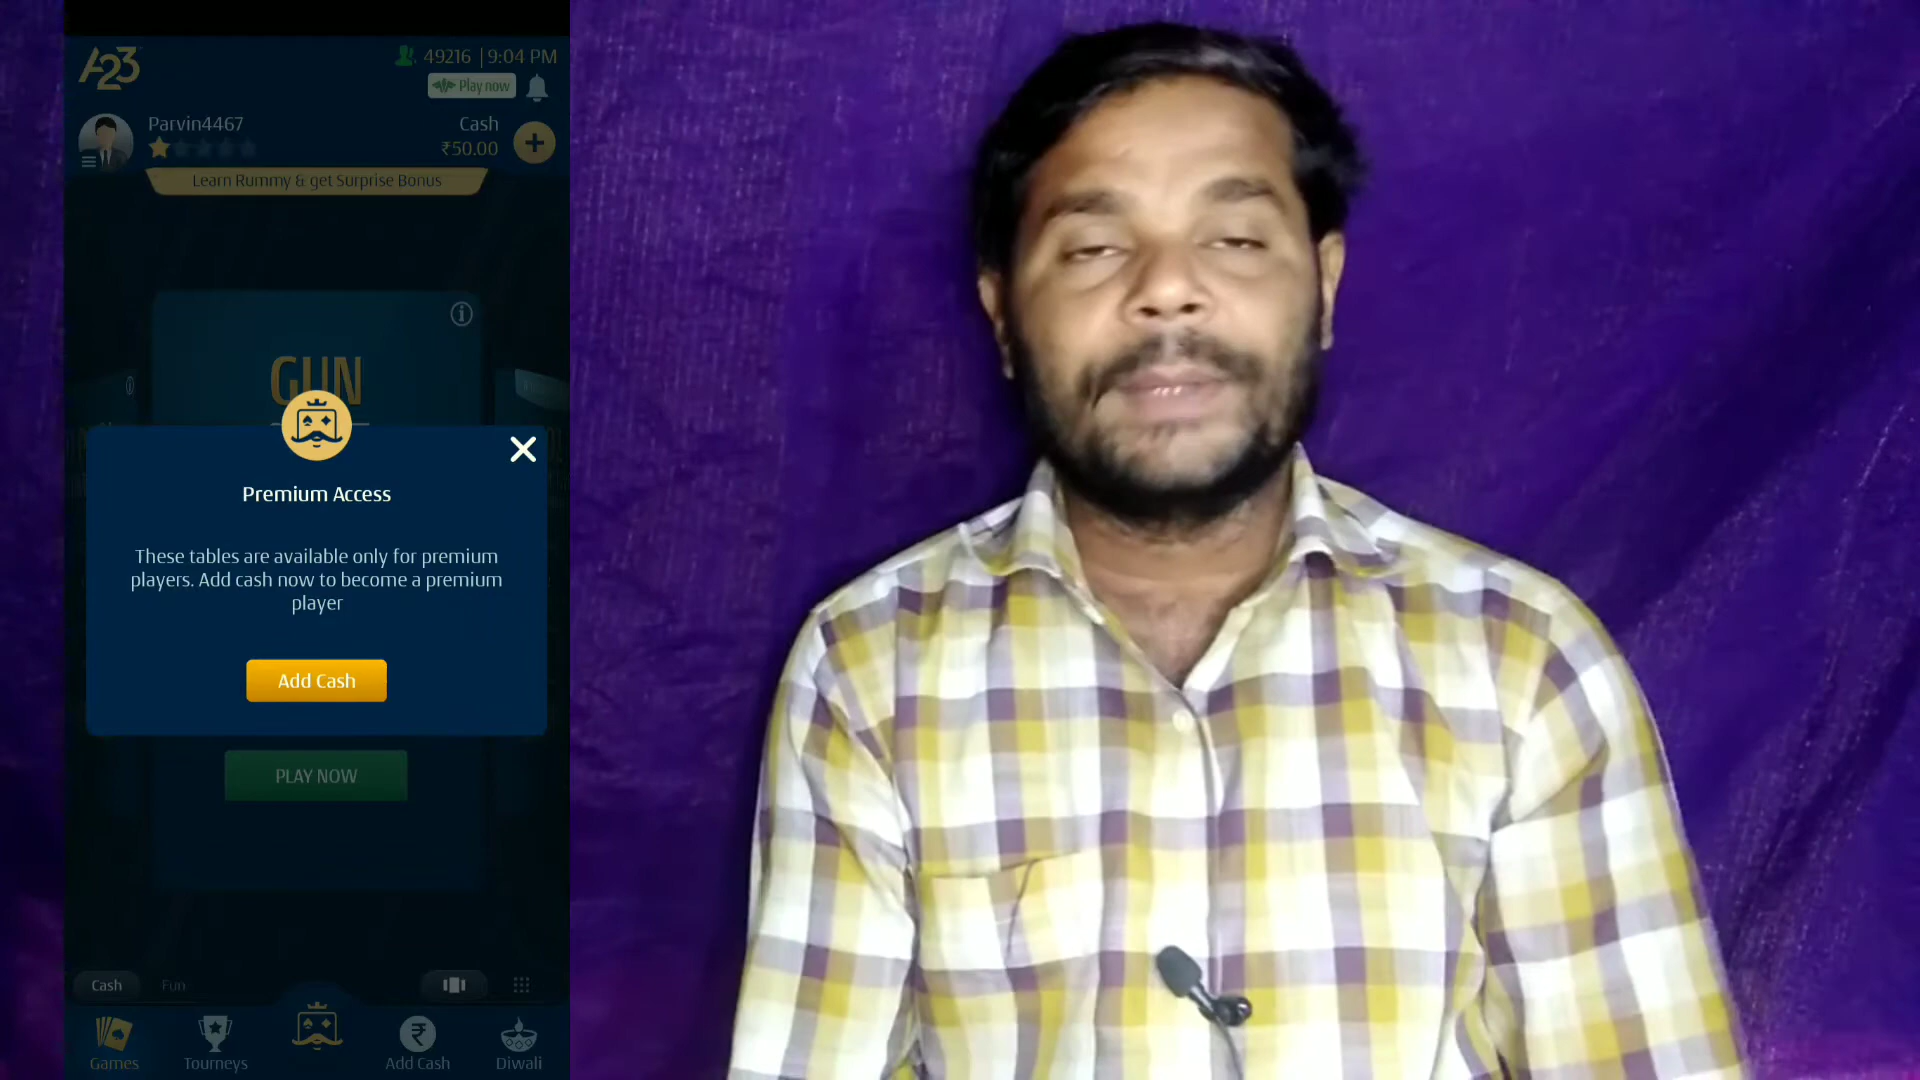 A23
49216 | 9:04 PM
Play now
Parvin4467
Cash
₹50.00
Learn Rummy & get Surprise Bonus
GUN
Premium Access
These tables are available only for premium
players. Add cash now to become a premium
player
Add Cash
PLAY NOW
Cash
Fun
Games
Tourneys
Add Cash
Diwali